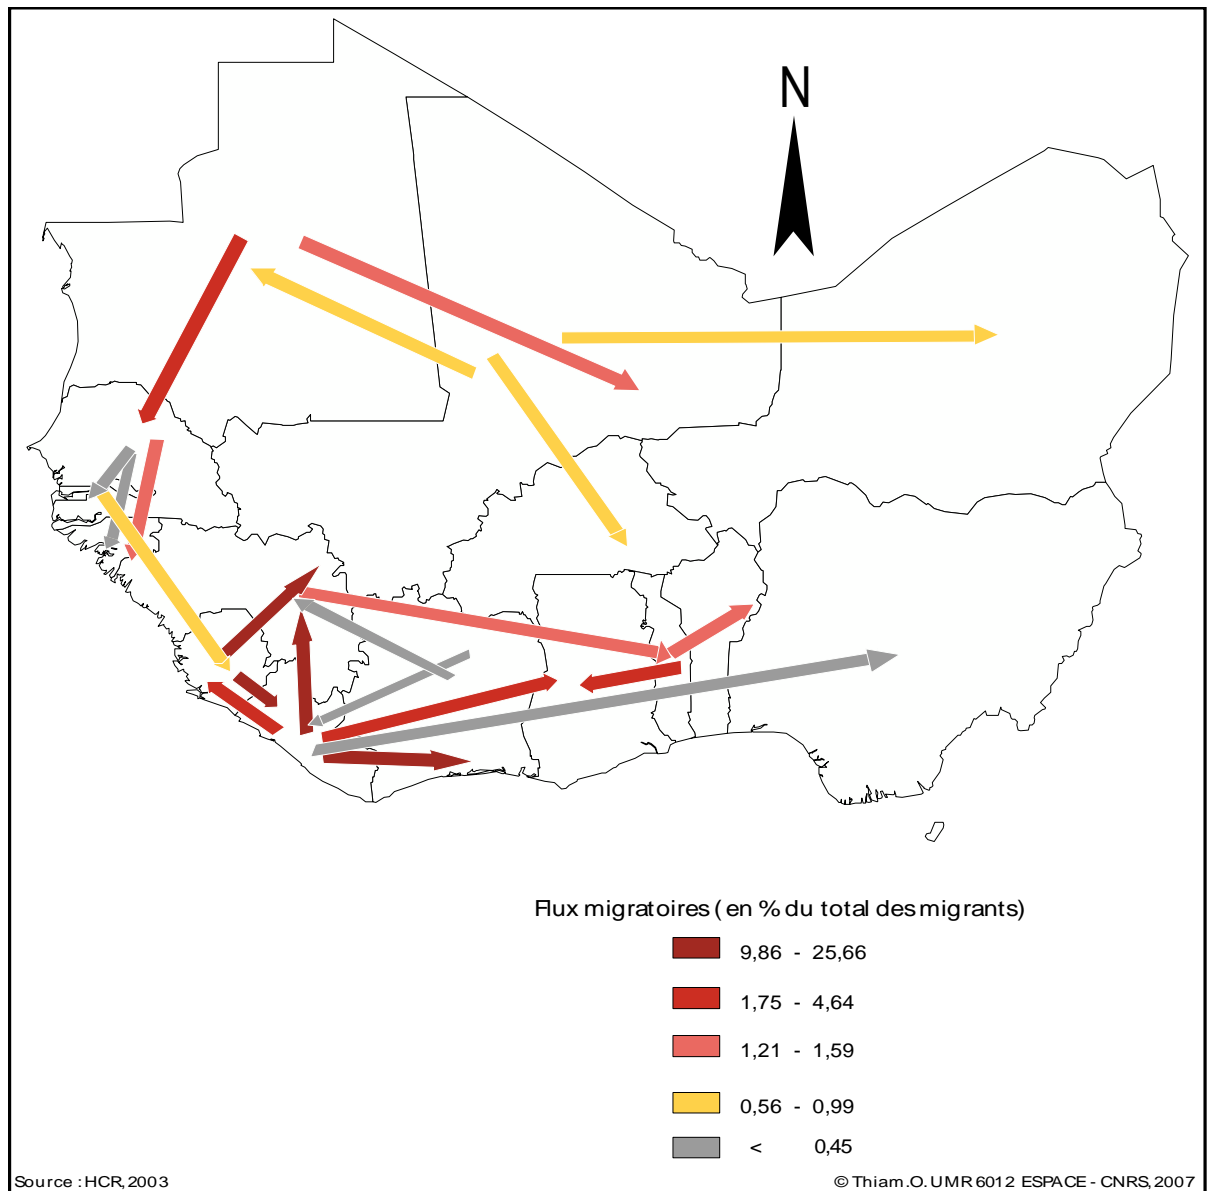 N
Flux migratoires ( en % du total des migrants)
9,86 - 25,66
1,75 - 4,64
1,21 - 1,59
0,56 - 0,99
< 0,45
Source : HCR, 2003
© Thiam .O. UMR 6012 ESPACE - CNRS, 2007